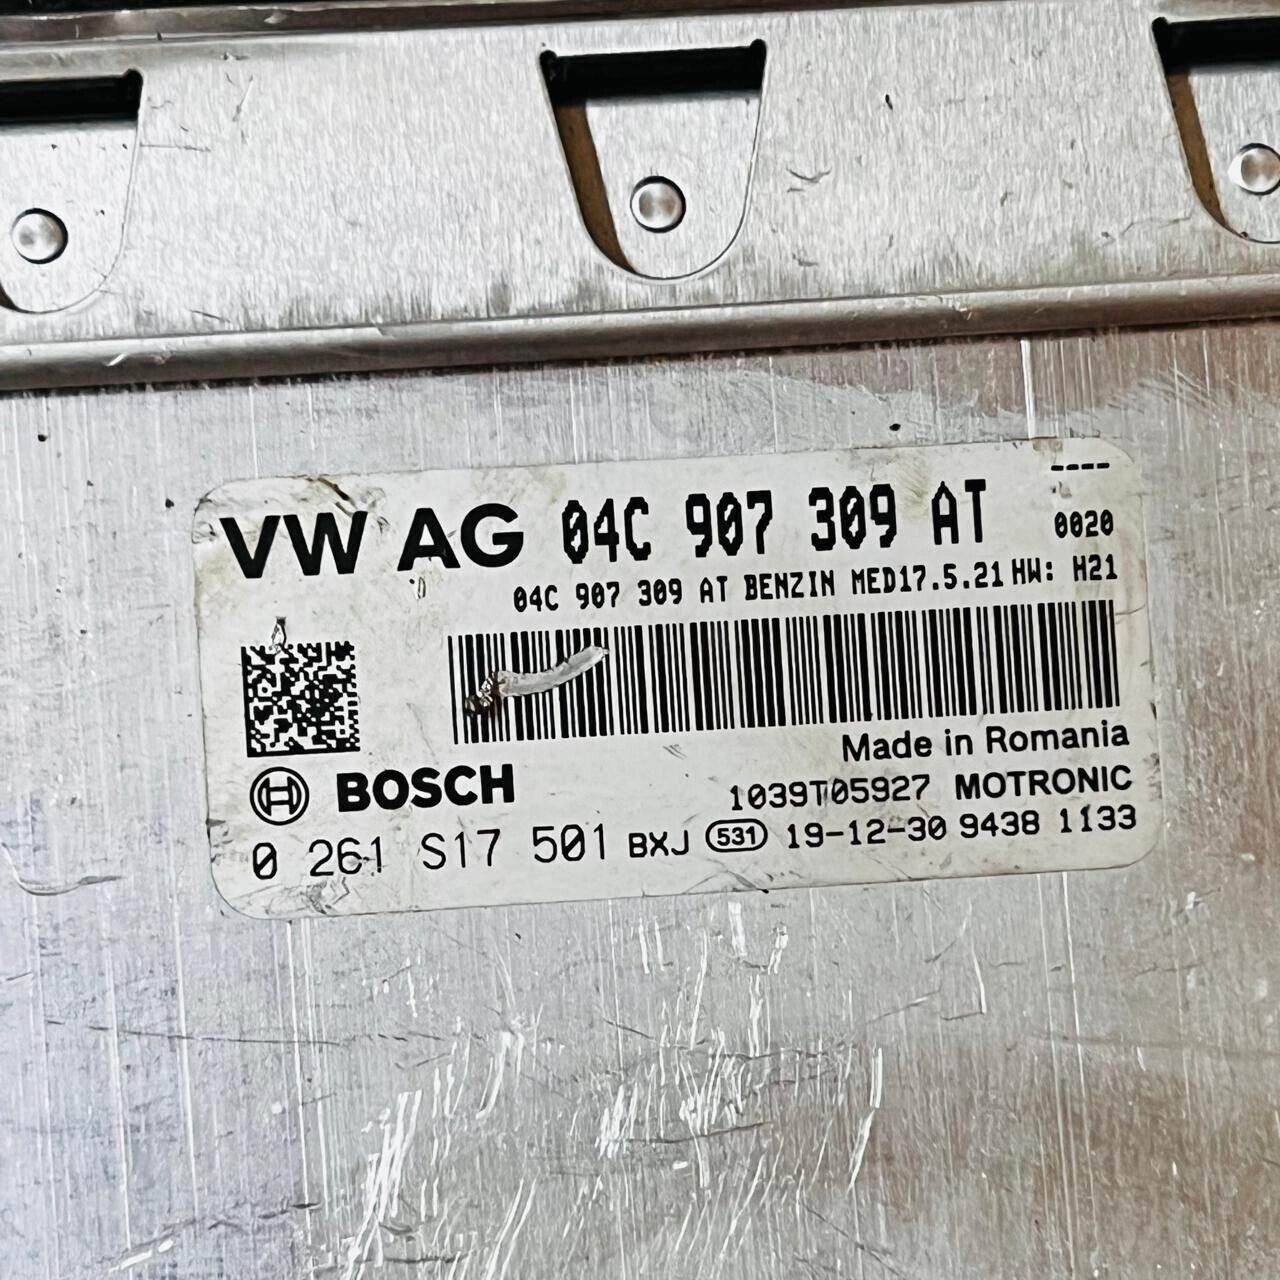 ----
VW AG 04C 907 309 AT 0020
04C 907 309 AT BENZIN MED17.5.21 HW: H21
Made in Romania
BOSCH 1039T05927 MOTRONIC
0 261 S17 501 BXJ 531 19-12-30 9438 1133